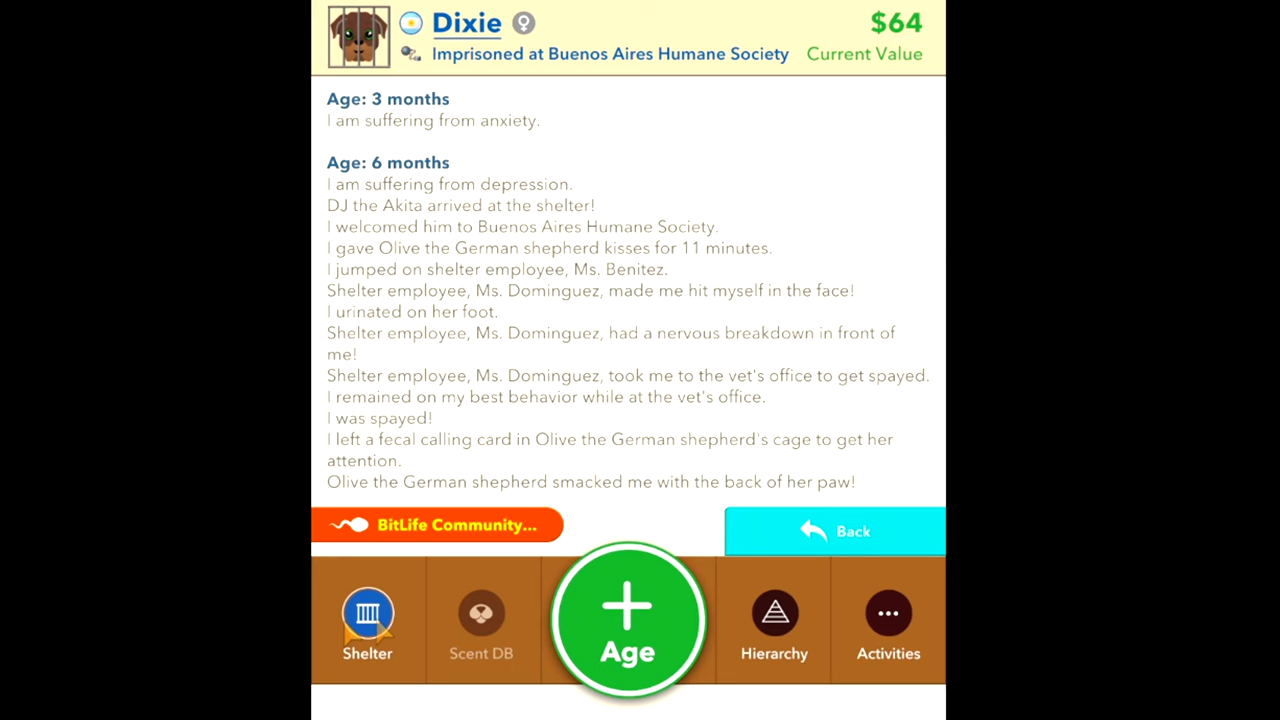 Dixie
$64
Imprisoned at Buenos Aires Humane Society
Current Value
Age: 3 months
I am suffering from anxiety.
Age: 6 months
I am suffering from depression.
DJ the Akita arrived at the shelter!
I welcomed him to Buenos Aires Humane Society.
I gave Olive the German shepherd kisses for 11 minutes.
I jumped on shelter employee, Ms. Benitez.
Shelter employee, Ms. Dominguez, made me hit myself in the face!
I urinated on her foot.
Shelter employee, Ms. Dominguez, had a nervous breakdown in front of
me!
Shelter employee, Ms. Dominguez, took me to the vet's office to get spayed.
I remained on my best behavior while at the vet's office.
I was spayed!
I left a fecal calling card in Olive the German shepherd's cage to get her
attention.
Olive the German shepherd smacked me with the back of her paw!
BitLife Community...
Back
Shelter
Scent DB
Age
Hierarchy
Activities